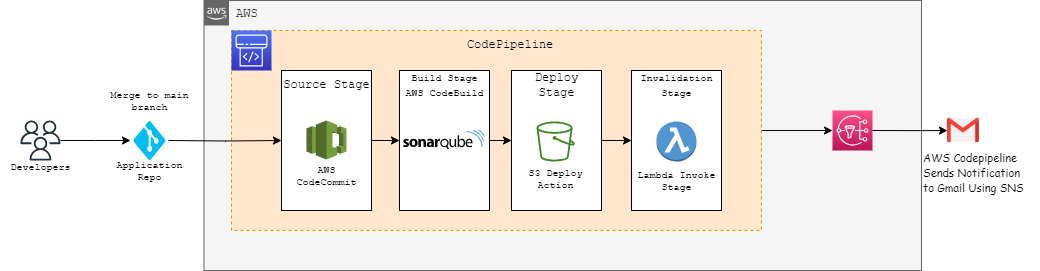 aws
AWS
CodePipeline
Source Stage
AWS
CodeCommit
Build Stage
AWS CodeBuild
sonarqube
Deploy
Stage
S3 Deploy
Action
Invalidation
Stage
Lambda Invoke
Stage
Merge to main
branch
Developers
Application
Repo
AWS Codepipeline
Sends Notification
to Gmail Using SNS